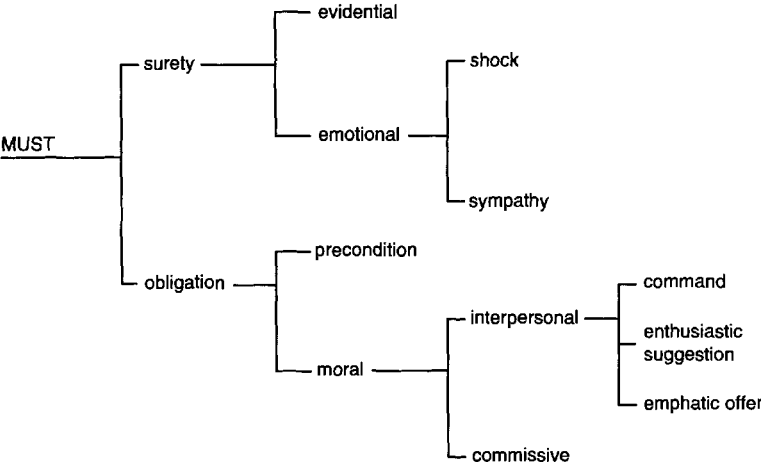 evidential
surety
shock
emotional
MUST
sympathy
precondition
obligation
command
interpersonal
enthusiastic
suggestion
moral
emphatic offer
commissive